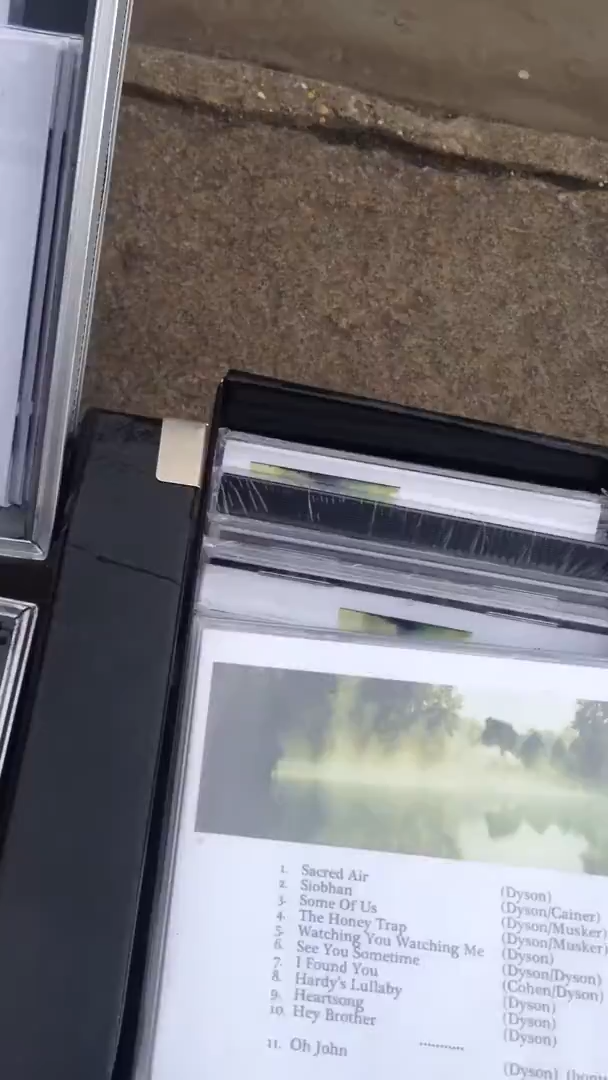 1. Sacred Air (Dyson)
2. Siobhan (Dyson/Cainer)
3. Some Of Us (Dyson/Musker)
4. The Honey Trap (Dyson/Musker)
5. Watching You Watching Me (Dyson)
6. See You Sometime (Dyson/Dyson)
7. I Found You (Cohen/Dyson)
8. Hardy's Lullaby (Dyson)
9. Heartsong (Dyson)
10. Hey Brother (Dyson)
...........
11. Oh John (Dyson)